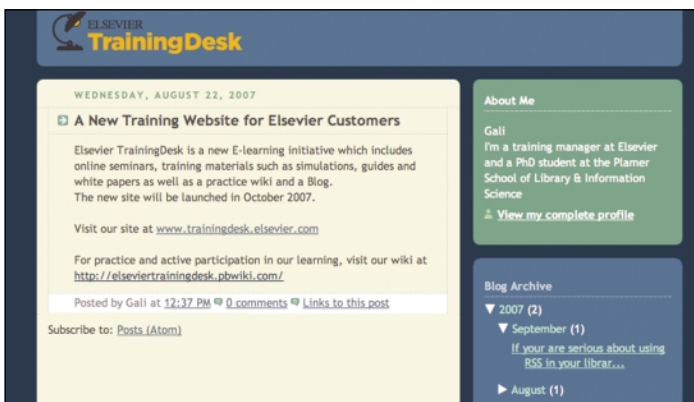 ELSEVIER
TrainingDesk
WEDNESDAY, AUGUST 22, 2007
A New Training Website for Elsevier Customers
Elsevier TrainingDesk is a new E-learning initiative which includes
online seminars, training materials such as simulations, guides and
white papers as well as a practice wiki and a Blog.
The new site will be launched in October 2007.
Visit our site at www.trainingdesk.elsevier.com
For practice and active participation in our learning, visit our wiki at
http://elseviertrainingdesk.pbwiki.com/
Posted by Gali at 12:37 PM 0 comments Links to this post
Subscribe to: Posts (Atom)
About Me
Gali
I'm a training manager at Elsevier
and a PhD student at the Plamer
School of Library & Information
Science
View my complete profile
Blog Archive
▼ 2007 (2)
▼ September (1)
If your are serious about using
RSS in your librar...
► August (1)